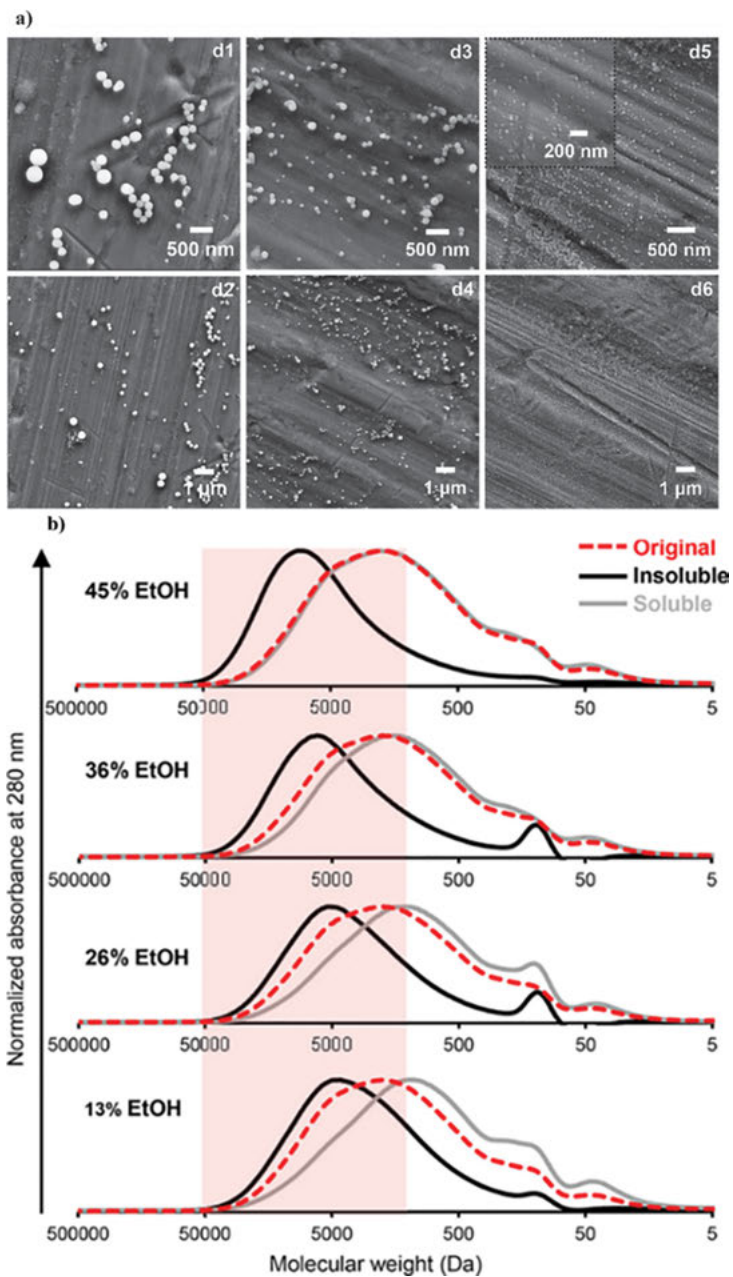 a)
d1
d3
d5
200 nm
500 nm
500 nm
500 nm
d2
d4
d6
1 µm
1 µm
1 µm
b)
Normalized absorbance at 280 nm
Original
Insoluble
Soluble
45% EtOH
500000 50000 5000 500 50 5
36% EtOH
500000 50000 5000 500 50 5
26% EtOH
500000 50000 5000 500 50 5
13% EtOH
500000 50000 5000 500 50 5
Molecular weight (Da)